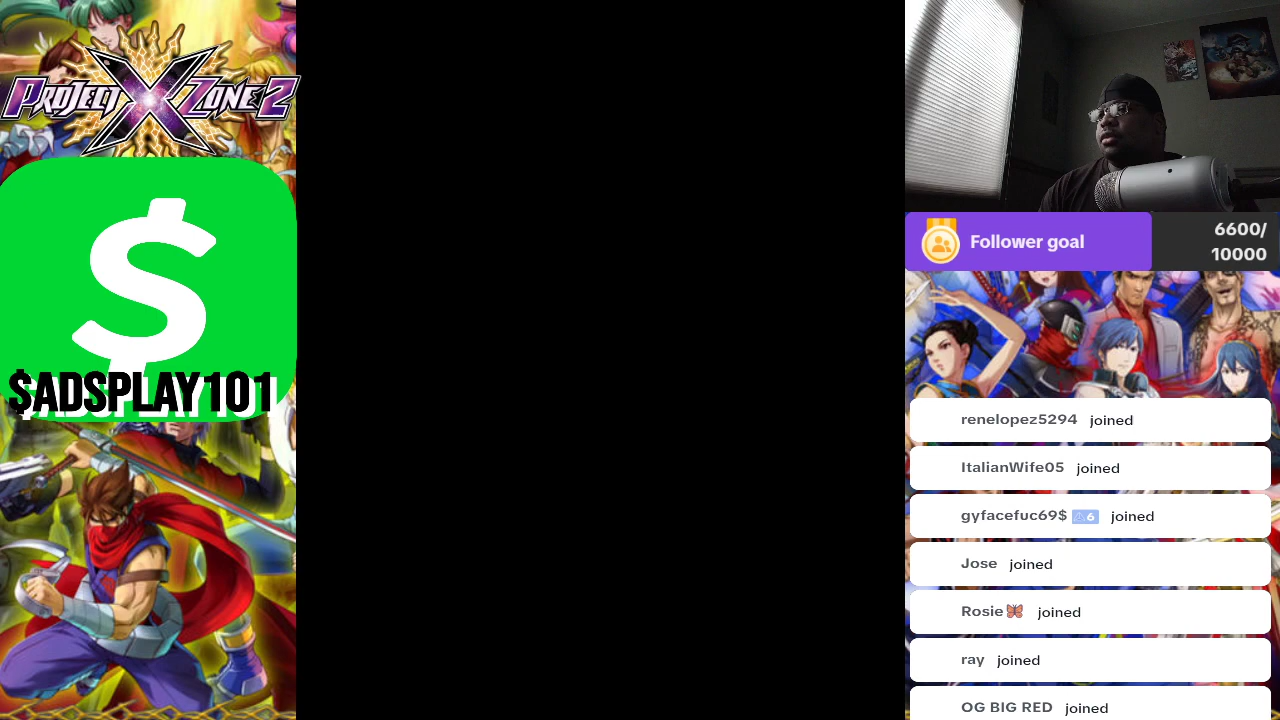 PROJECT X ZONE 2
$
$ADSPLAY101
Follower goal
6600/
10000
renelopez5294 joined
ItalianWife05 joined
gyfacefuc69$ 6 joined
Jose joined
Rosie🦋 joined
ray joined
OG BIG RED joined